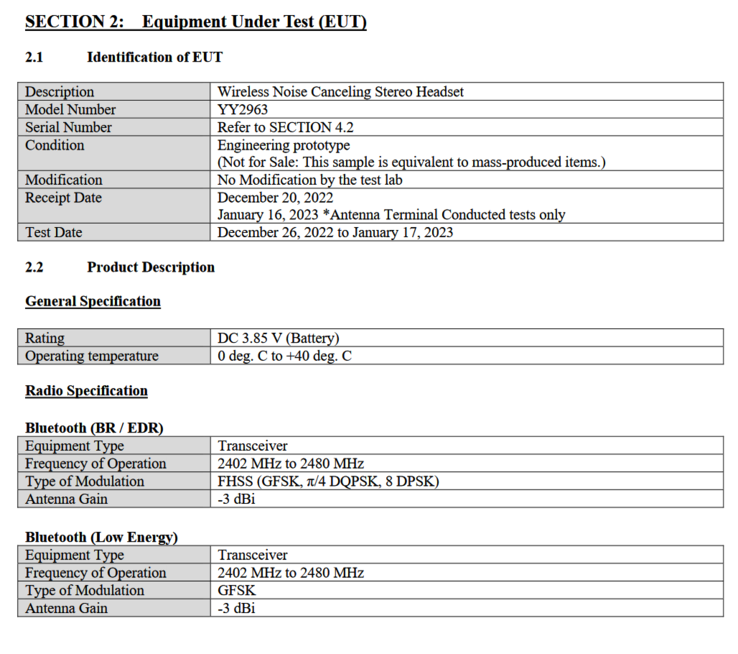 SECTION 2: Equipment Under Test (EUT)
2.1 Identification of EUT
Description Wireless Noise Canceling Stereo Headset
Model Number YY2963
Serial Number Refer to SECTION 4.2
Condition Engineering prototype
(Not for Sale: This sample is equivalent to mass-produced items.)
Modification No Modification by the test lab
Receipt Date December 20, 2022
January 16, 2023 *Antenna Terminal Conducted tests only
Test Date December 26, 2022 to January 17, 2023
2.2 Product Description
General Specification
Rating DC 3.85 V (Battery)
Operating temperature 0 deg. C to +40 deg. C
Radio Specification
Bluetooth (BR / EDR)
Equipment Type Transceiver
Frequency of Operation 2402 MHz to 2480 MHz
Type of Modulation FHSS (GFSK, π/4 DQPSK, 8 DPSK)
Antenna Gain -3 dBi
Bluetooth (Low Energy)
Equipment Type Transceiver
Frequency of Operation 2402 MHz to 2480 MHz
Type of Modulation GFSK
Antenna Gain -3 dBi